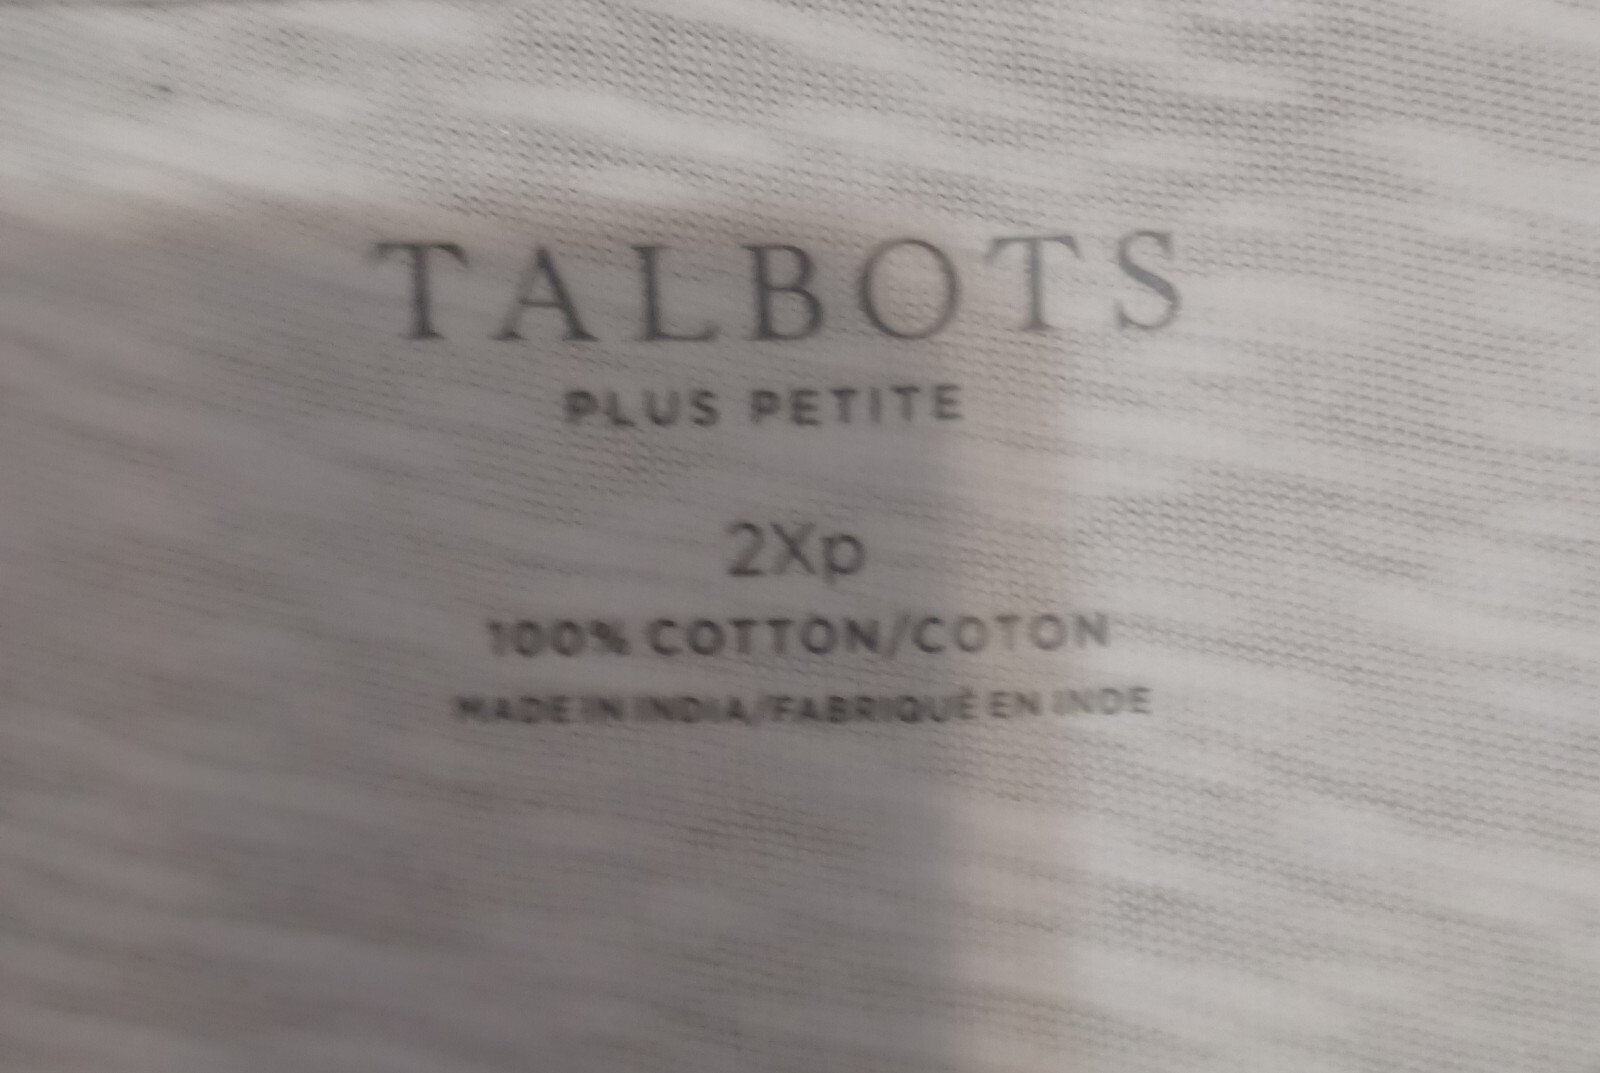 TALBOTS
PLUS PETITE
2Xp
100% COTTON/COTON
MADE IN INDIA/FABRIQUÉ EN INDE